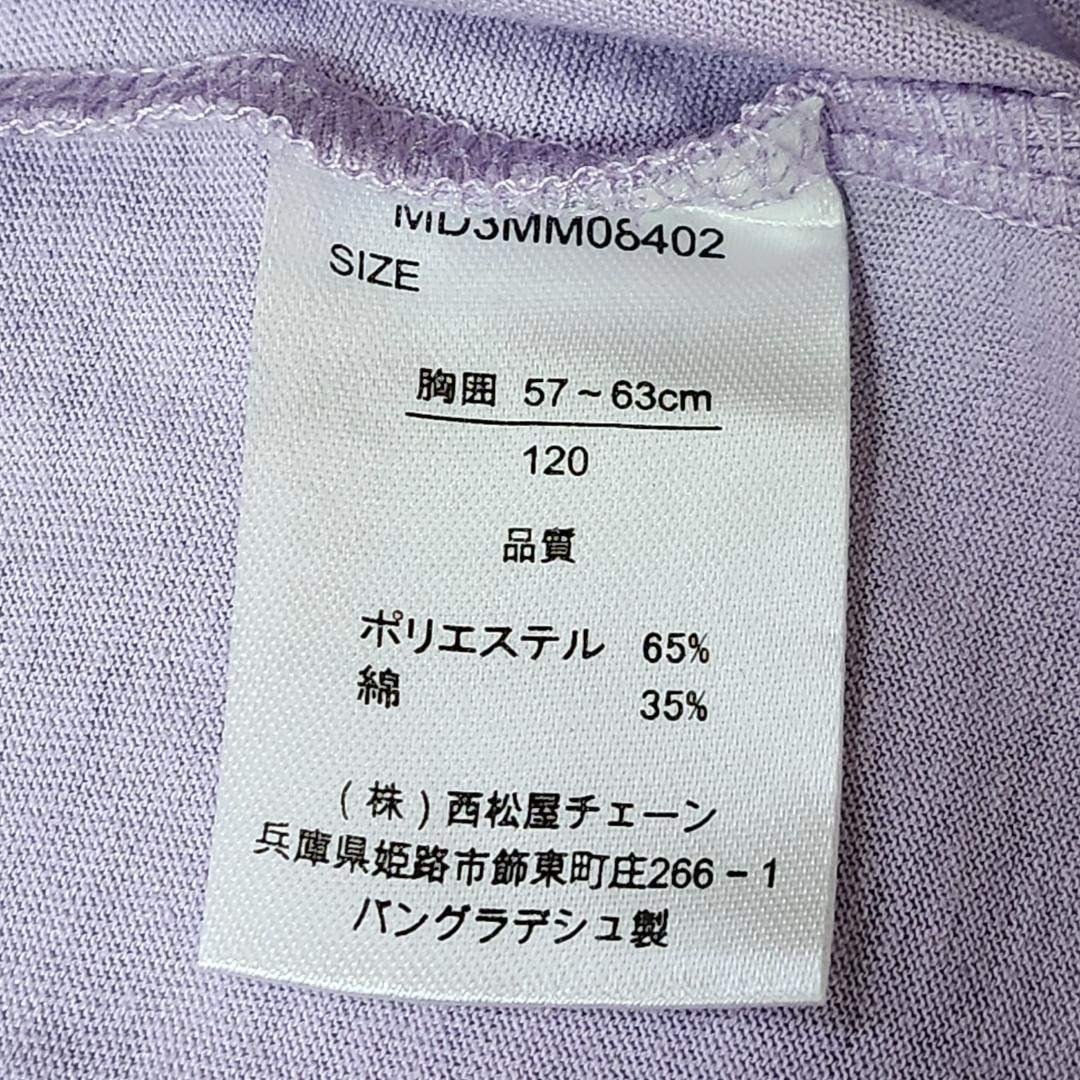 MD3MM08402
SIZE
胸囲 57～63cm
120
品質
ポリエステル 65%
綿 35%
(株)西松屋チェーン
兵庫県姫路市飾東町庄266－1
バングラデシュ製